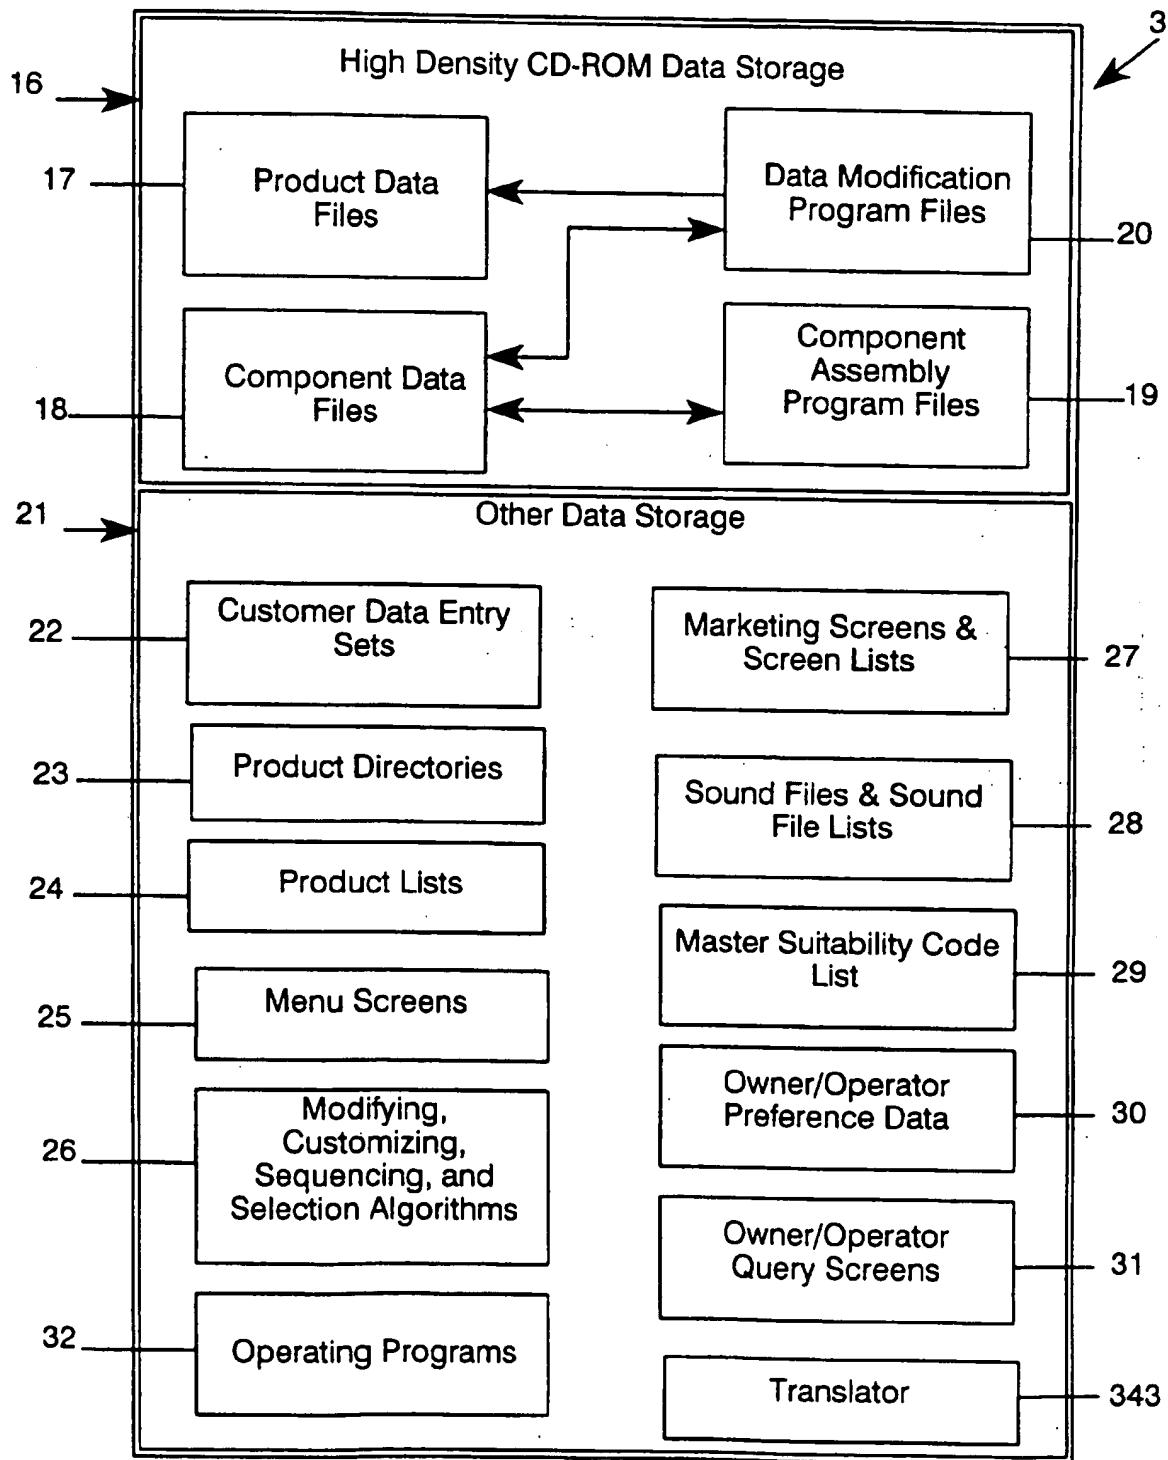 3
High Density CD-ROM Data Storage
16
17
Product Data
Files
Data Modification
Program Files
20
18
Component Data
Files
Component
Assembly
Program Files
19
21
Other Data Storage
22
Customer Data Entry
Sets
Marketing Screens &
Screen Lists
27
23
Product Directories
Sound Files & Sound
File Lists
28
24
Product Lists
Master Suitability Code
List
29
25
Menu Screens
Owner/Operator
Preference Data
30
26
Modifying,
Customizing,
Sequencing, and
Selection Algorithms
Owner/Operator
Query Screens
31
32
Operating Programs
Translator
343